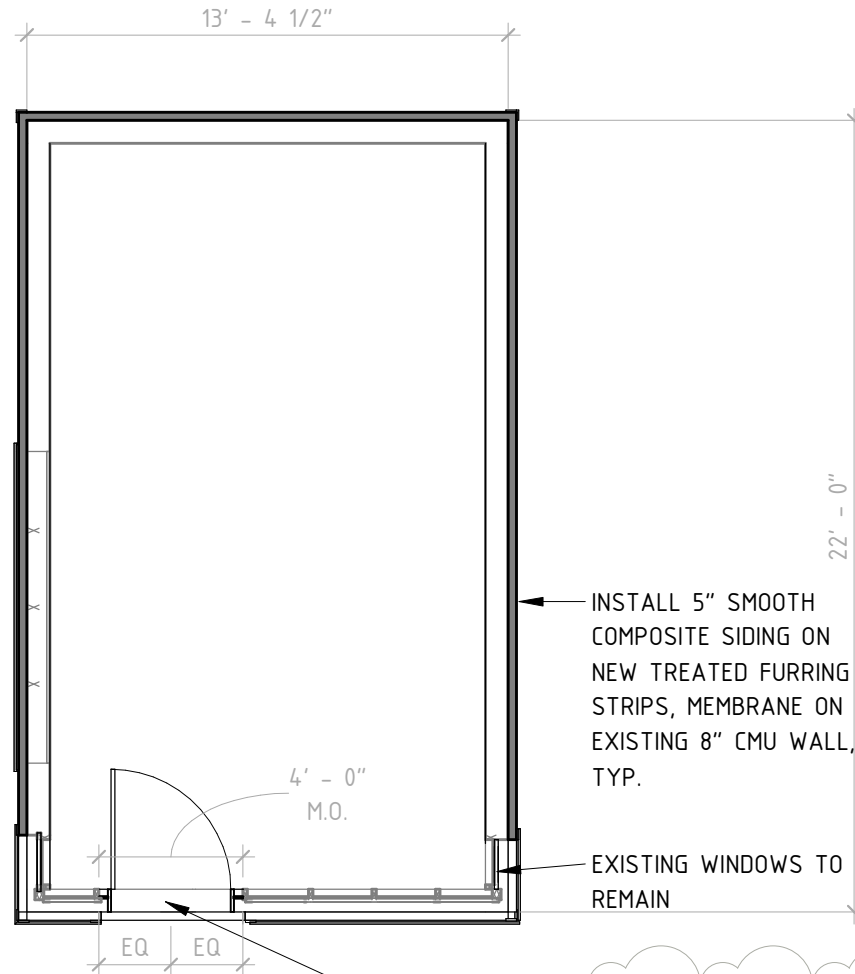 13' - 4 1/2"
22' - 0"
INSTALL 5" SMOOTH
COMPOSITE SIDING ON
NEW TREATED FURRING
STRIPS, MEMBRANE ON
EXISTING 8" CMU WALL,
TYP.
4' - 0"
M.O.
EXISTING WINDOWS TO
REMAIN
EQ EQ